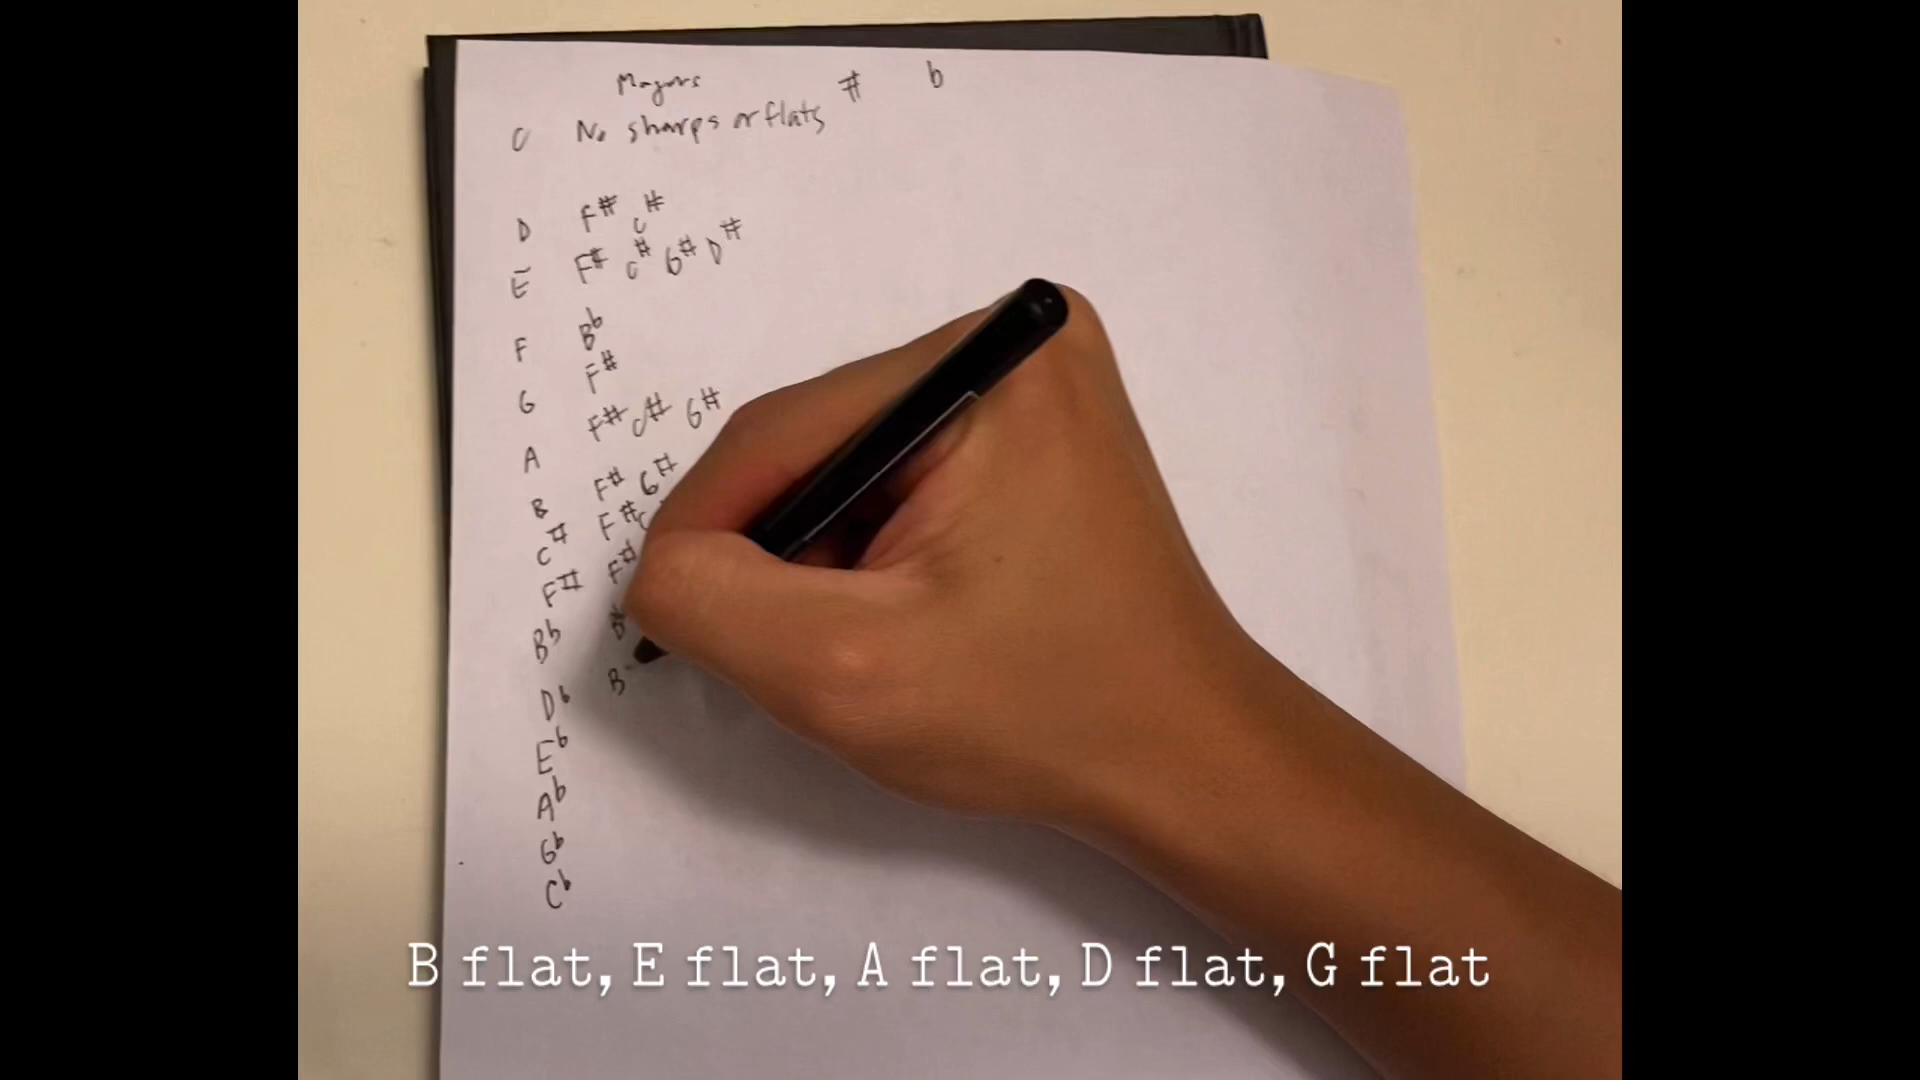 Majors # b
C No sharps or flats
D F# C#
E F# C# G# D#
F Bb
G F#
A F# C# G#
B F# G#
C# F# C
F# F#
Bb B
Db B
Eb
Ab
Gb
Cb
B flat, E flat, A flat, D flat, G flat